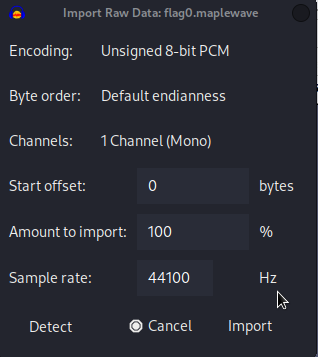 Import Raw Data: flag0.maplewave
Encoding: Unsigned 8-bit PCM
Byte order: Default endianness
Channels: 1 Channel (Mono)
Start offset: 0 bytes
Amount to import: 100 %
Sample rate: 44100 Hz
Detect Cancel Import